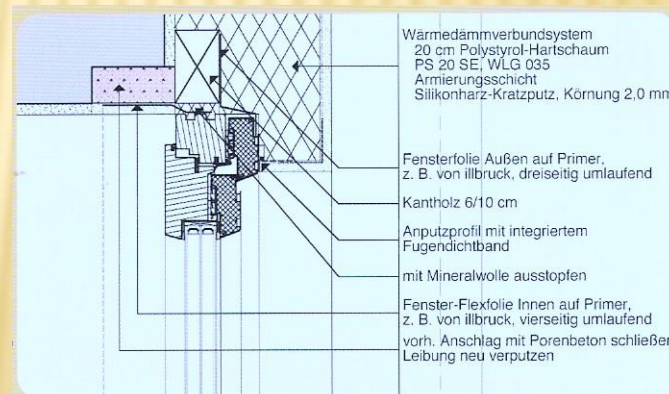 Wärmedämmverbundsystem
20 cm Polystyrol-Hartschaum
PS 20 SE, WLG 035
Armierungsschicht
Silikonharz-Kratzputz, Körnung 2,0 mm
Fensterfolie Außen auf Primer,
z. B. von illbruck, dreiseitig umlaufend
Kantholz 6/10 cm
Anputzprofil mit integriertem
Fugendichtband
mit Mineralwolle ausstopfen
Fenster-Flexfolie Innen auf Primer,
z. B. von illbruck, vierseitig umlaufend
vorh. Anschlag mit Porenbeton schließen
Leibung neu verputzen